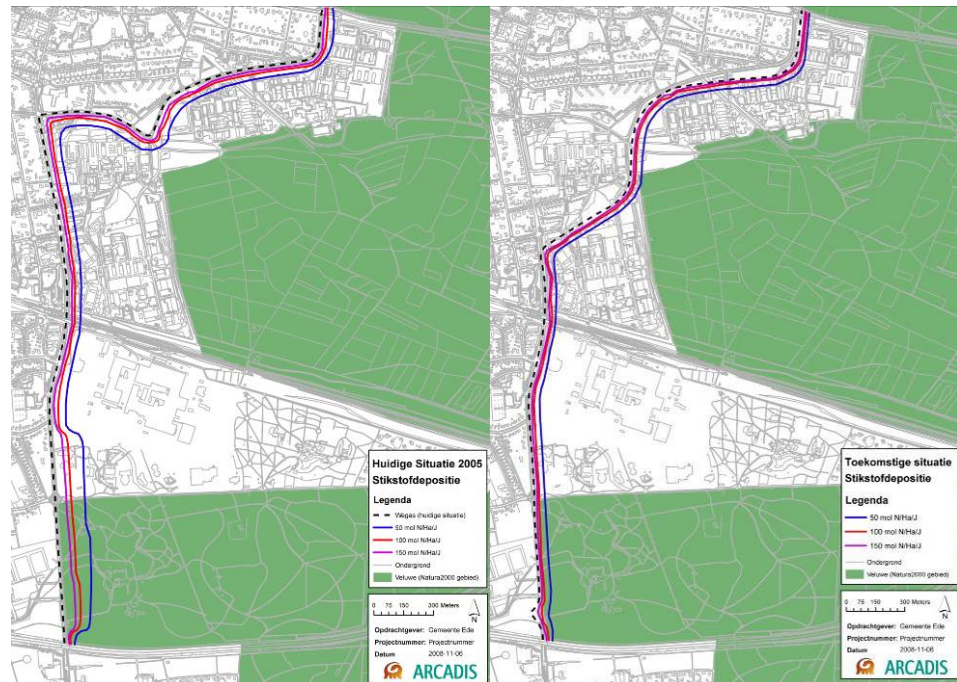 Huidige Situatie 2005
Stikstofdepositie
Legenda
Wegas (huidige situatie)
50 mol N/Ha/J
100 mol N/Ha/J
150 mol N/Ha/J
Ondergrond
Veluwe (Natura2000 gebied)
0 75 150 300 Meters
N
Opdrachtgever: Gemeente Ede
Projectnummer: Projectnummer
Datum 2008-11-06
ARCADIS
Toekomstige situatie
Stikstofdepositie
Legenda
50 mol N/Ha/J
100 mol N/Ha/J
150 mol N/Ha/J
Ondergrond
Veluwe (Natura2000 gebied)
0 75 150 300 Meters
N
Opdrachtgever: Gemeente Ede
Projectnummer: Projectnummer
Datum 2008-11-06
ARCADIS